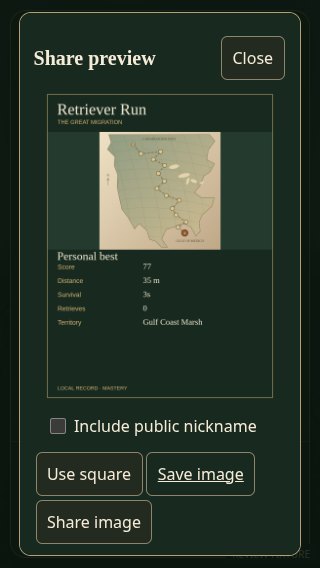 Share preview
Close
Retriever Run
THE GREAT MIGRATION
Personal best
Score 77
Distance 35 m
Survival 3s
Retrieves 0
Territory Gulf Coast Marsh
LOCAL RECORD · MASTERY
Include public nickname
Use square
Save image
Share image